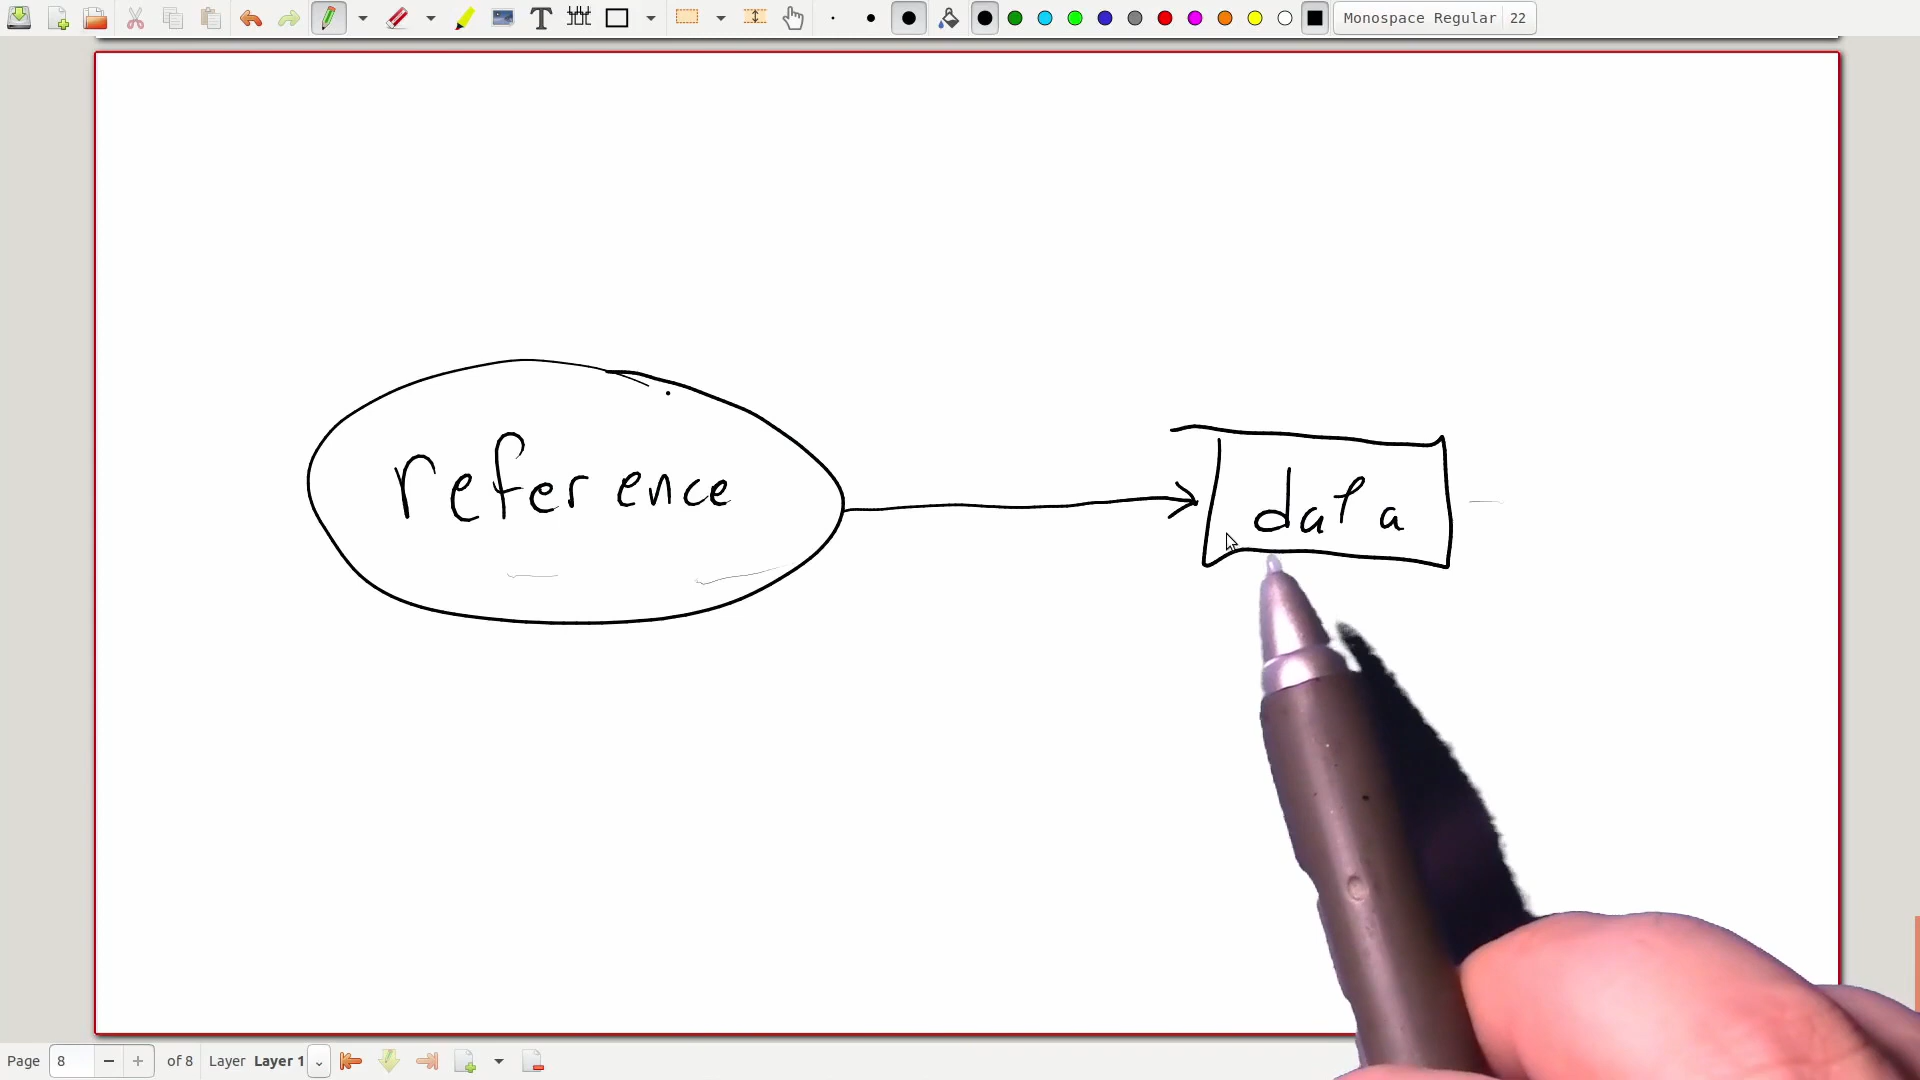 Monospace Regular 22
reference
data
Page 8 of 8 Layer Layer 1